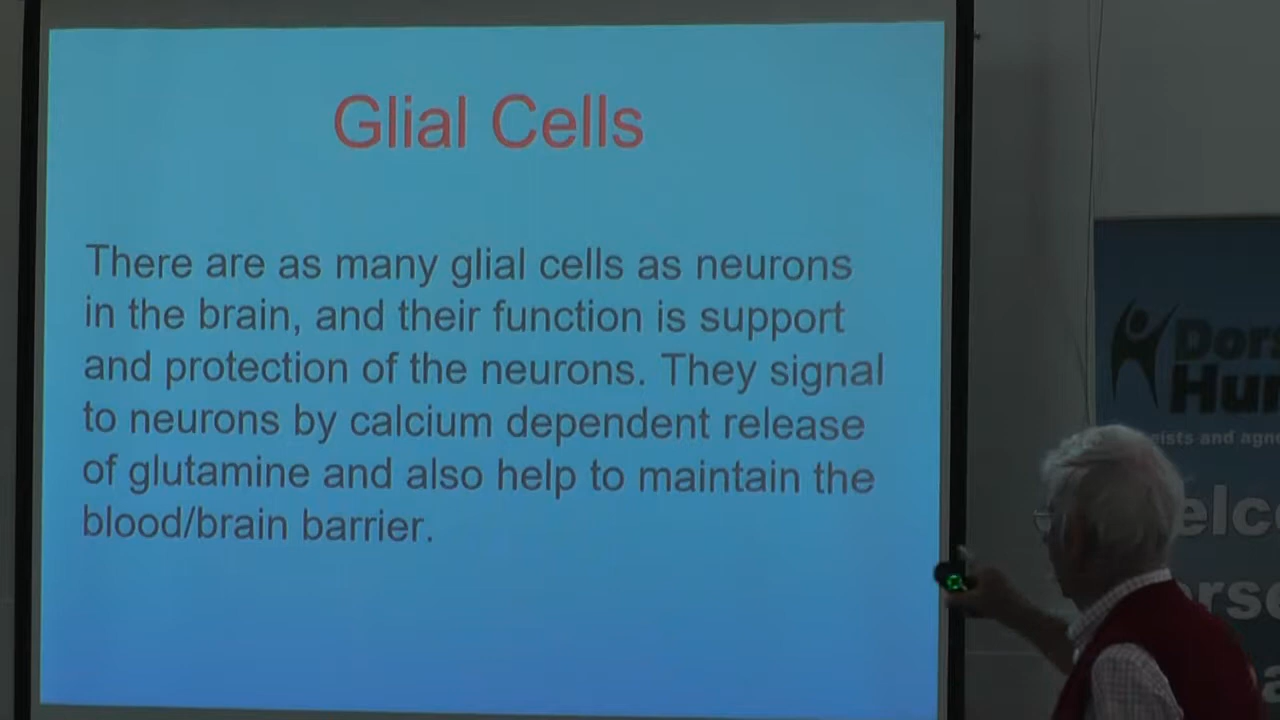 Glial Cells
There are as many glial cells as neurons
in the brain, and their function is support
and protection of the neurons. They signal
to neurons by calcium dependent release
of glutamine and also help to maintain the
blood/brain barrier.